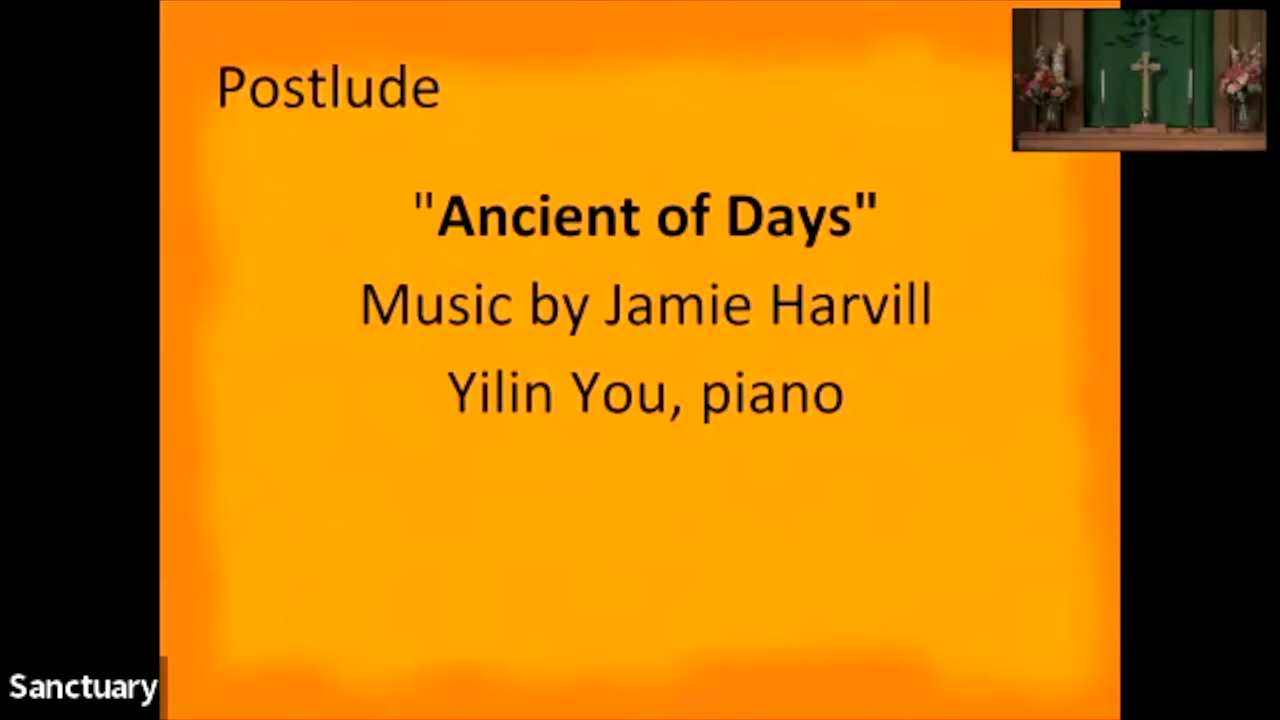 Postlude
"Ancient of Days"
Music by Jamie Harvill
Yilin You, piano
Sanctuary